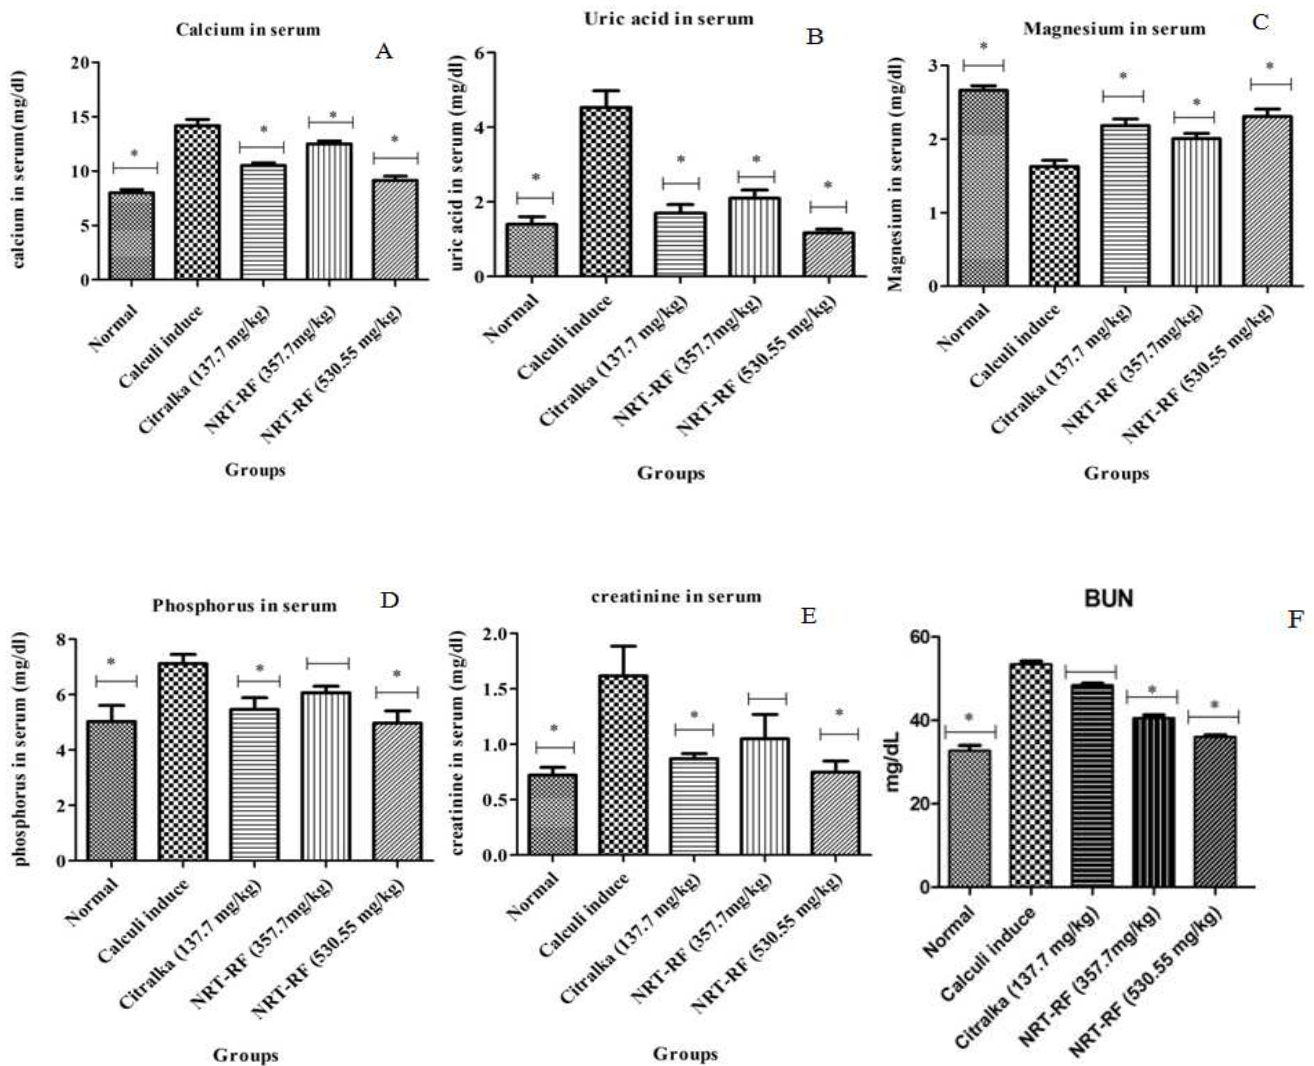 Calcium in serum
A
calcium in serum(mg/dl)
20
15
10
5
0
*
*
*
*
Normal
Calculi induce
Citralka (137.7 mg/kg)
NRT-RF (357.7mg/kg)
NRT-RF (530.55 mg/kg)
Groups
Uric acid in serum
B
uric acid in serum (mg/dl)
6
4
2
0
*
*
*
*
Normal
Calculi induce
Citralka (137.7 mg/kg)
NRT-RF (357.7mg/kg)
NRT-RF (530.55 mg/kg)
Groups
Magnesium in serum
C
Magnesium in serum (mg/dl)
3
2
1
0
*
*
*
*
Normal
Calculi induce
Citralka (137.7 mg/kg)
NRT-RF (357.7mg/kg)
NRT-RF (530.55 mg/kg)
Groups
Phosphorus in serum
D
phosphorus in serum (mg/dl)
8
6
4
2
0
*
*
*
Normal
Calculi induce
Citralka (137.7 mg/kg)
NRT-RF (357.7mg/kg)
NRT-RF (530.55 mg/kg)
Groups
creatinine in serum
E
creatinine in serum (mg/dl)
2.0
1.5
1.0
0.5
0.0
*
*
*
Normal
Calculi induce
Citralka (137.7 mg/kg)
NRT-RF (357.7mg/kg)
NRT-RF (530.55 mg/kg)
Groups
BUN
F
mg/dL
60
40
20
0
*
*
*
Normal
Calculi induce
Citralka (137.7 mg/kg)
NRT-RF (357.7mg/kg)
NRT-RF (530.55 mg/kg)